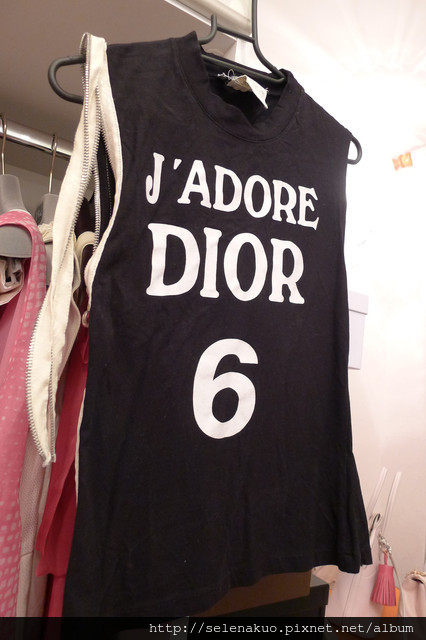 J'ADORE
DIOR
6
http://selenakuo.pixnet.net/album